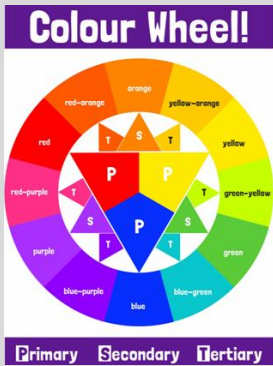 Colour Wheel!
orange
red-orange
yellow-orange
red
yellow
T
S
T
P
P
red-purple
T
T
green-yellow
P
S
S
purple
T
T
green
blue-purple
blue-green
blue
Primary Secondary Tertiary